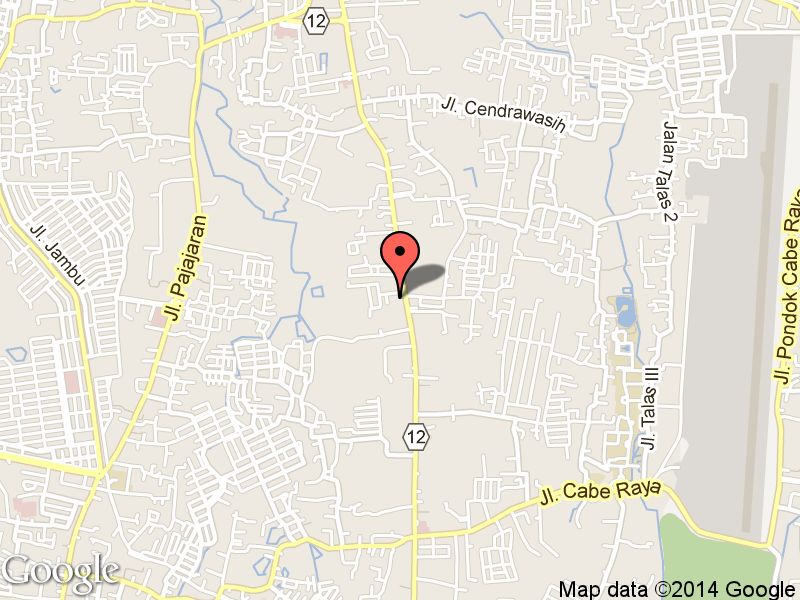 12
Jl. Cendrawasih
Jalan Talas 2
Jl. Jambu
Jl. Pajajaran
Jl. Pondok Cabe Raya
Jl. Talas III
12
Jl. Cabe Raya
Google
Map data ©2014 Google